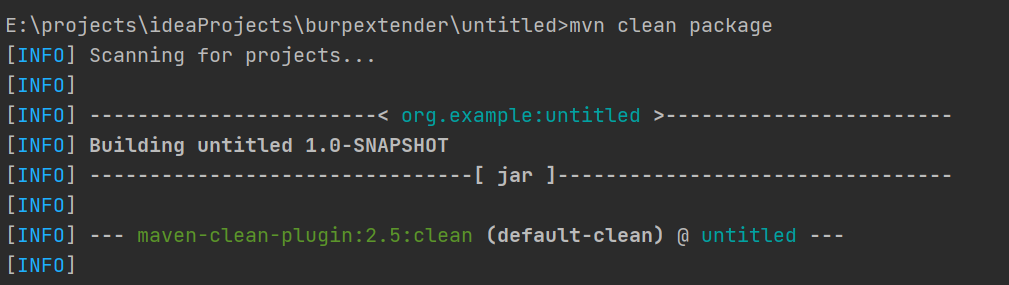 E:\projects\ideaProjects\burpextender\untitled>mvn clean package
[INFO] Scanning for projects...
[INFO]
[INFO] ------------------------< org.example:untitled >------------------------
[INFO] Building untitled 1.0-SNAPSHOT
[INFO] --------------------------------[ jar ]---------------------------------
[INFO]
[INFO] --- maven-clean-plugin:2.5:clean (default-clean) @ untitled ---
[INFO]